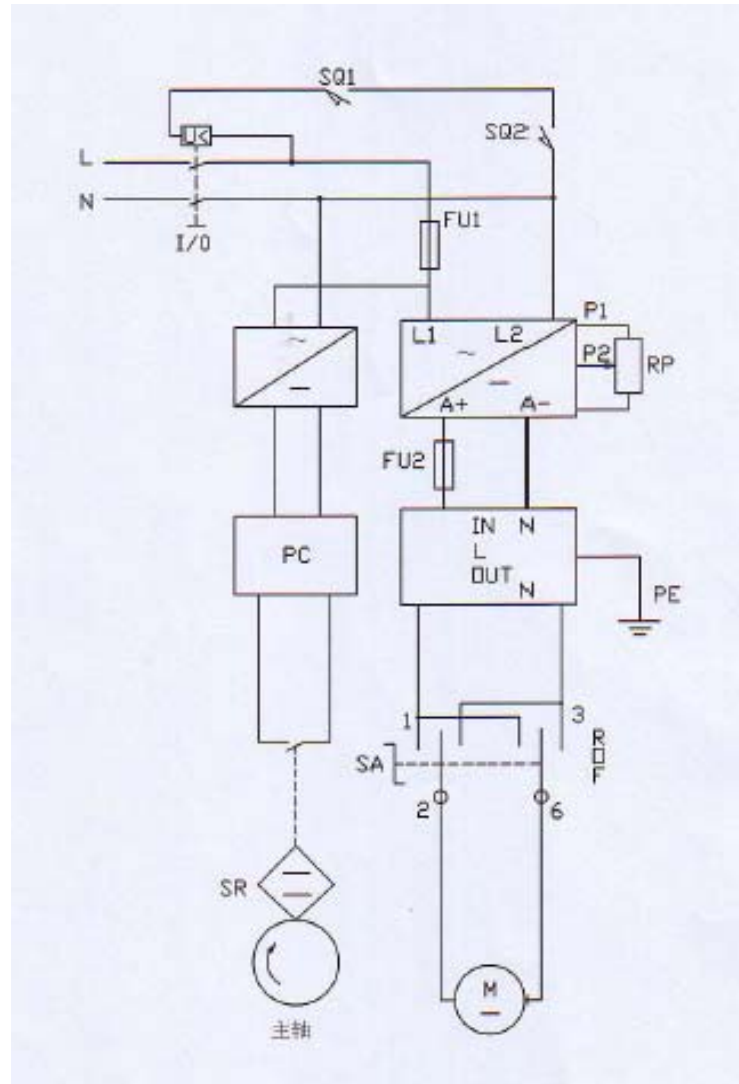 SQ1
SQ2
U<
L
N
I/O
FU1
L1 L2
~
~
P1
P2
RP
A+ A-
FU2
PC
IN N
L
OUT
N
PE
1
3
SA
R
O
F
2
6
SR
M
主轴